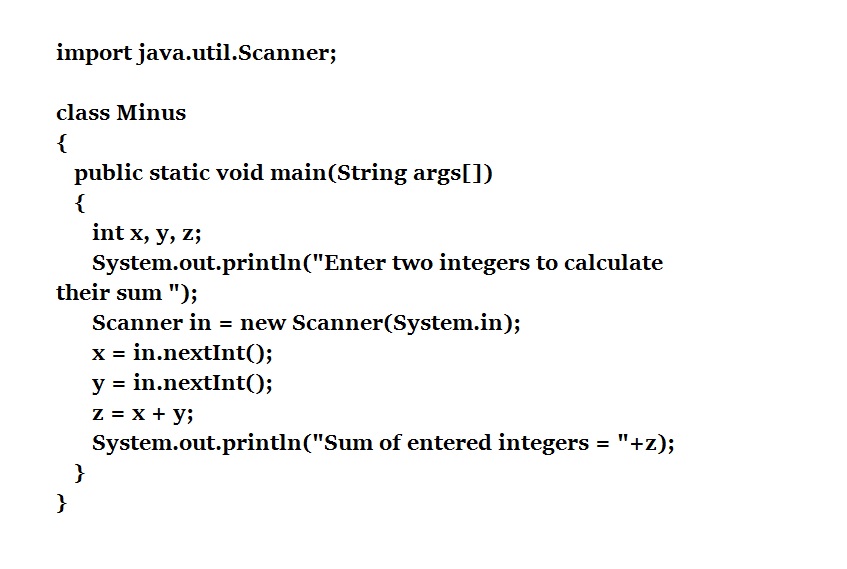 import java.util.Scanner;
class Minus
{
public static void main(String args[])
{
int x, y, z;
System.out.println("Enter two integers to calculate
their sum ");
Scanner in = new Scanner(System.in);
x = in.nextInt();
y = in.nextInt();
z = x + y;
System.out.println("Sum of entered integers = "+z);
}
}